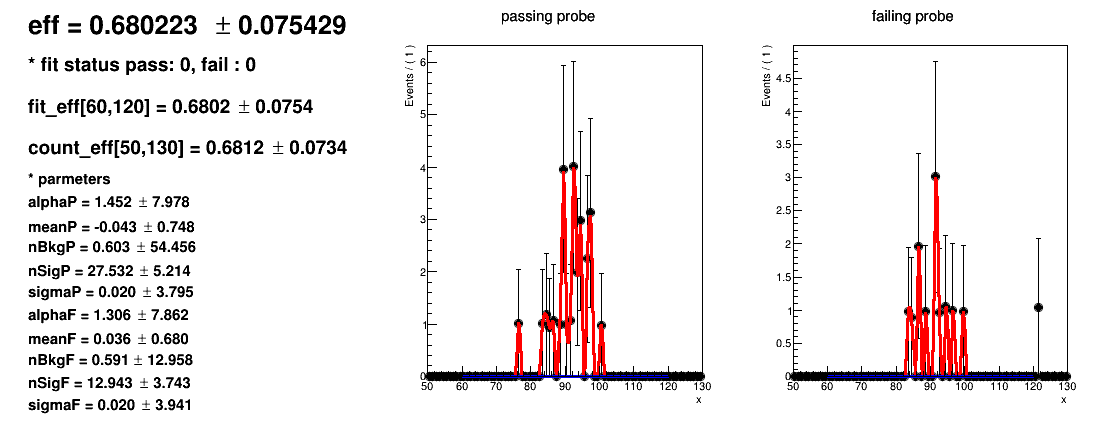 eff = 0.680223 ± 0.075429
* fit status pass: 0, fail : 0
fit_eff[60,120] = 0.6802 ± 0.0754
count_eff[50,130] = 0.6812 ± 0.0734
* parmeters
alphaP = 1.452 ± 7.978
meanP = -0.043 ± 0.748
nBkgP = 0.603 ± 54.456
nSigP = 27.532 ± 5.214
sigmaP = 0.020 ± 3.795
alphaF = 1.306 ± 7.862
meanF = 0.036 ± 0.680
nBkgF = 0.591 ± 12.958
nSigF = 12.943 ± 3.743
sigmaF = 0.020 ± 3.941
passing probe
Events / ( 1 )
6
5
4
3
2
1
0
50 60 70 80 90 100 110 120 130
x
failing probe
Events / ( 1 )
4.5
4
3.5
3
2.5
2
1.5
1
0.5
0
50 60 70 80 90 100 110 120 130
x